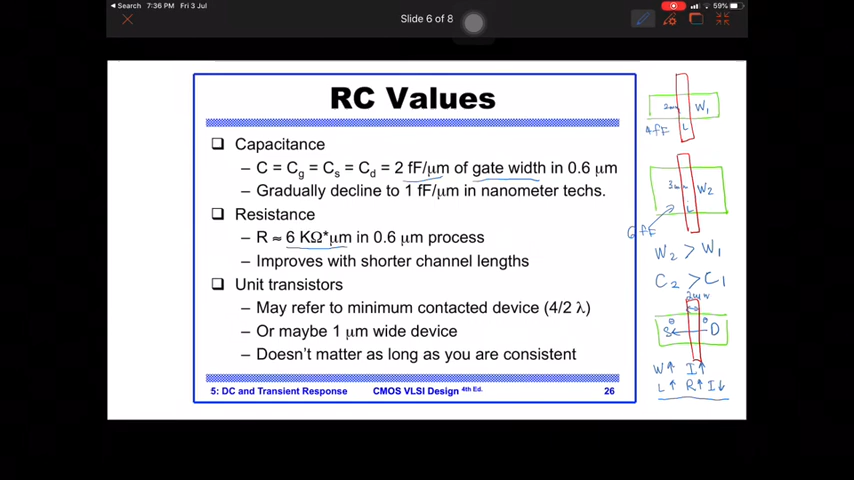 Search 7:36 PM Fri 3 Jul 59%
Slide 6 of 8
RC Values
Capacitance
– C = Cg = Cs = Cd = 2 fF/μm of gate width in 0.6 μm
– Gradually decline to 1 fF/μm in nanometer techs.
Resistance
– R ≈ 6 KΩ*μm in 0.6 μm process
– Improves with shorter channel lengths
Unit transistors
– May refer to minimum contacted device (4/2 λ)
– Or maybe 1 μm wide device
– Doesn't matter as long as you are consistent
5: DC and Transient Response CMOS VLSI Design 4th Ed. 26
W1
4fF L
W2
L
6fF
W2 > W1
C2 > C1
S D
W↑ I↑
L↑ R↑ I↓